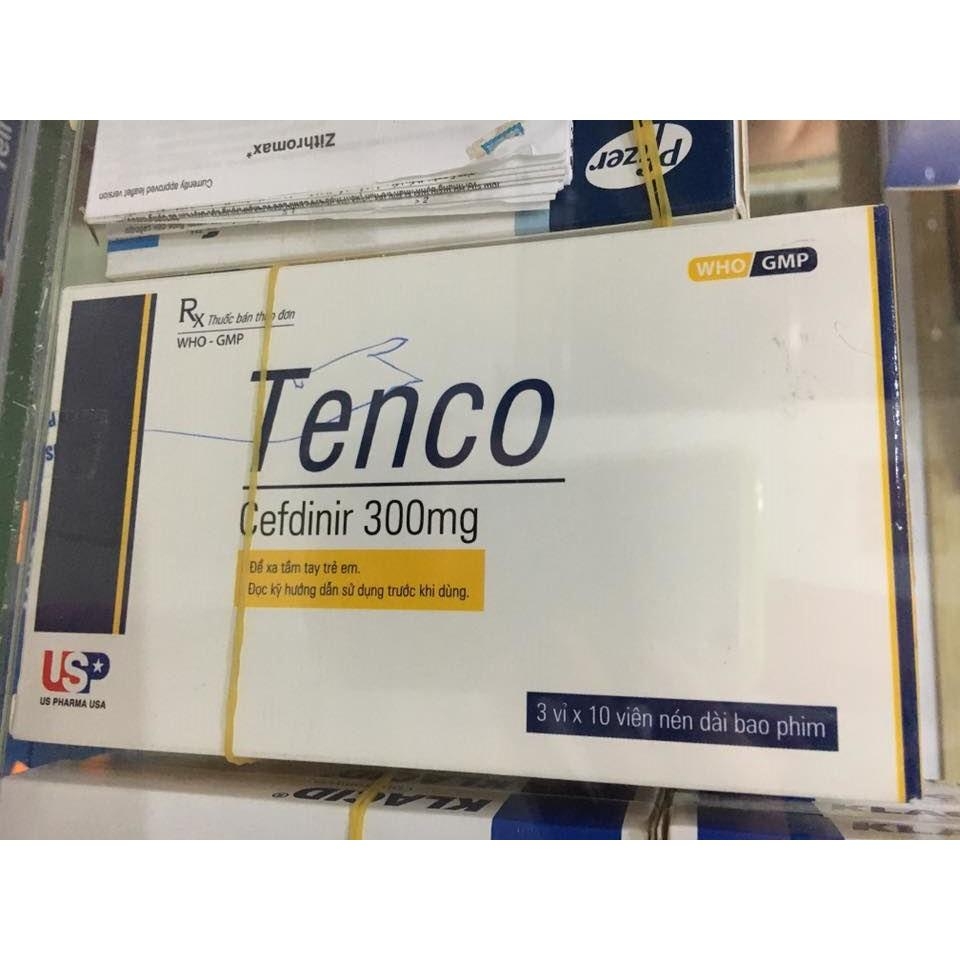 Zithromax*
Currently approved leaflet version
Pfizer
WHO GMP
Rx Thuốc bán theo đơn
WHO - GMP
Tenco
Cefdinir 300mg
Để xa tầm tay trẻ em.
Đọc kỹ hướng dẫn sử dụng trước khi dùng.
USP
US PHARMA USA
3 vỉ x 10 viên nén dài bao phim
KLACID®